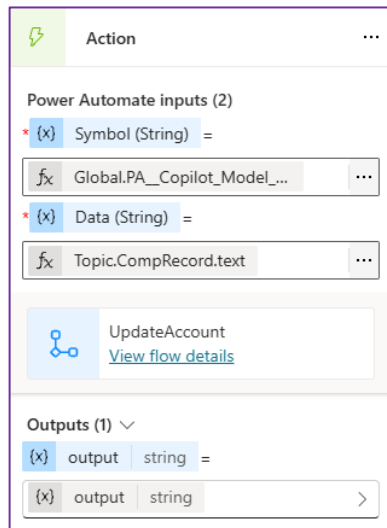 Action
Power Automate inputs (2)
* {x} Symbol (String) =
fx Global.PA__Copilot_Model_...
* {x} Data (String) =
fx Topic.CompRecord.text
UpdateAccount
View flow details
Outputs (1)
{x} output string =
{x} output string